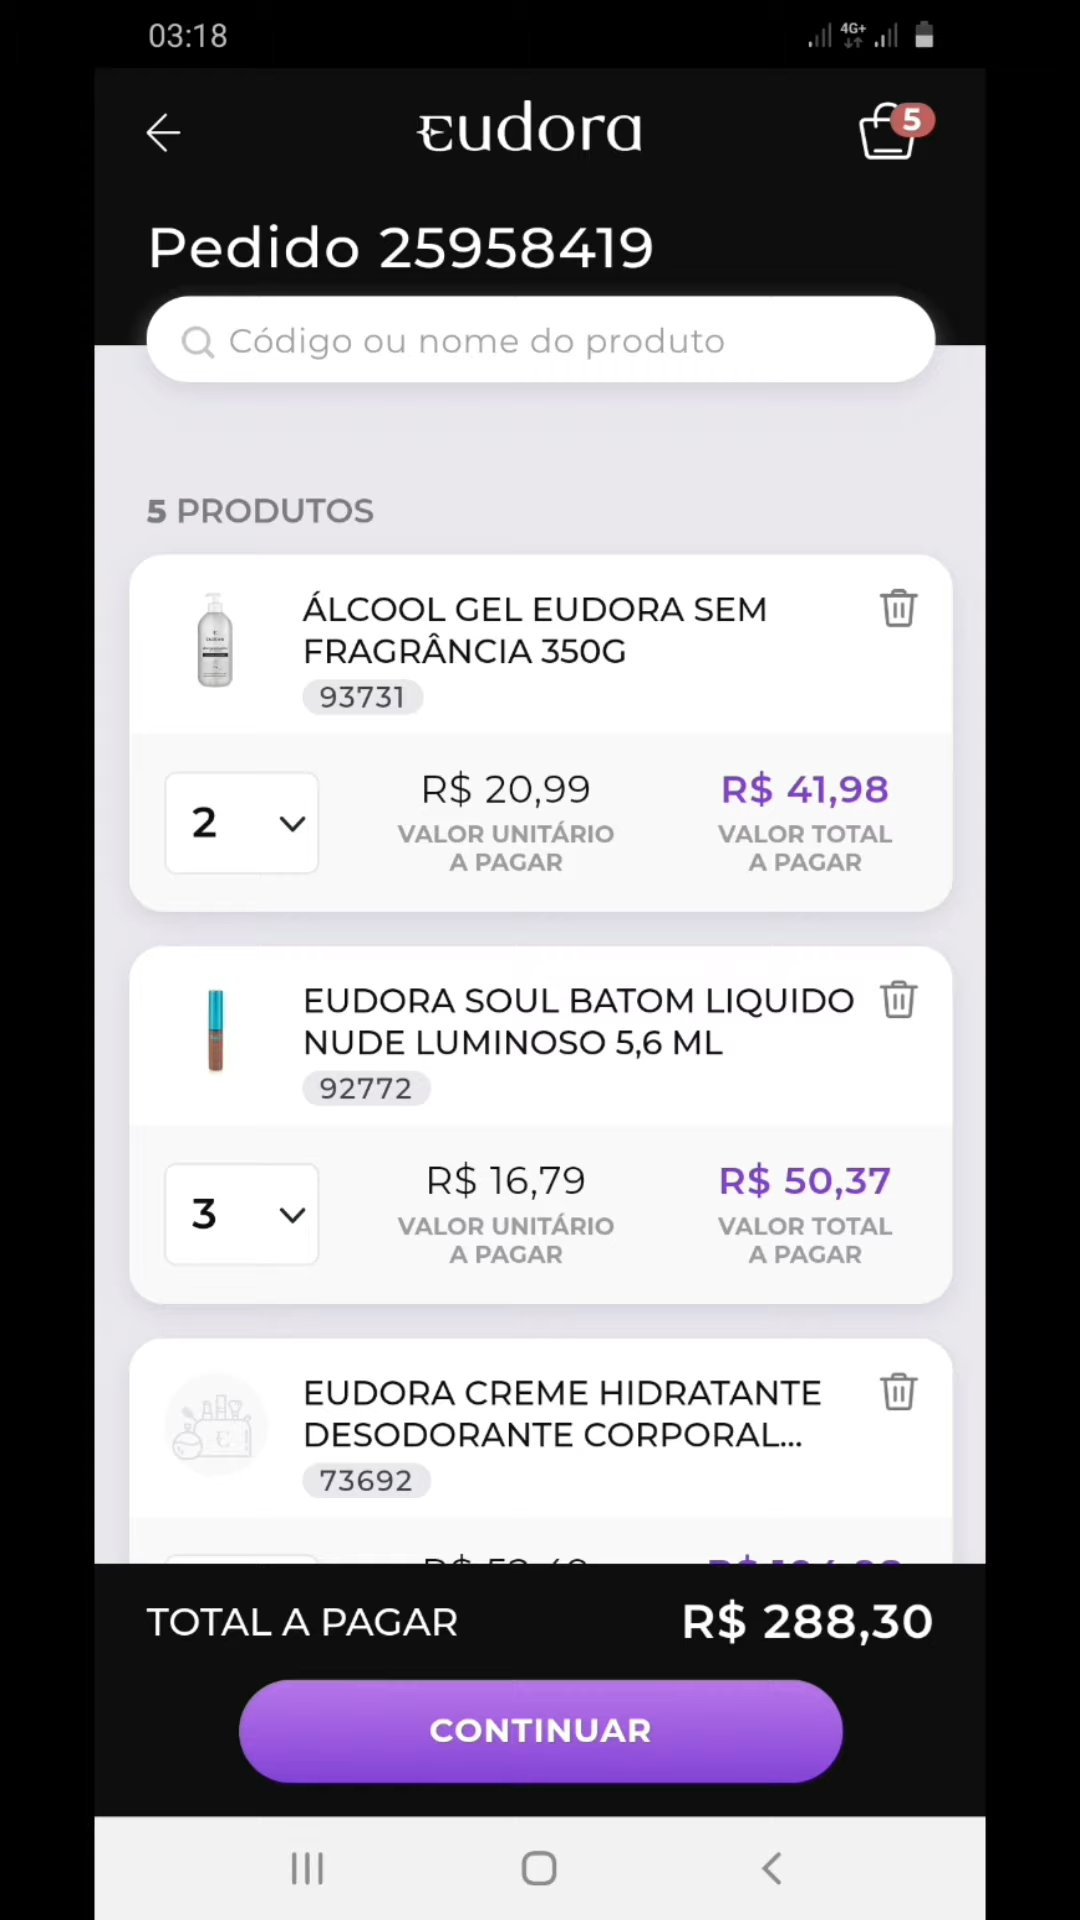 03:18
4G+
eudora
5
Pedido 25958419
Código ou nome do produto
5 PRODUTOS
ÁLCOOL GEL EUDORA SEM
FRAGRÂNCIA 350G
93731
2
R$ 20,99
R$ 41,98
VALOR UNITÁRIO
A PAGAR
VALOR TOTAL
A PAGAR
EUDORA SOUL BATOM LIQUIDO
NUDE LUMINOSO 5,6 ML
92772
3
R$ 16,79
R$ 50,37
VALOR UNITÁRIO
A PAGAR
VALOR TOTAL
A PAGAR
EUDORA CREME HIDRATANTE
DESODORANTE CORPORAL...
73692
TOTAL A PAGAR
R$ 288,30
CONTINUAR